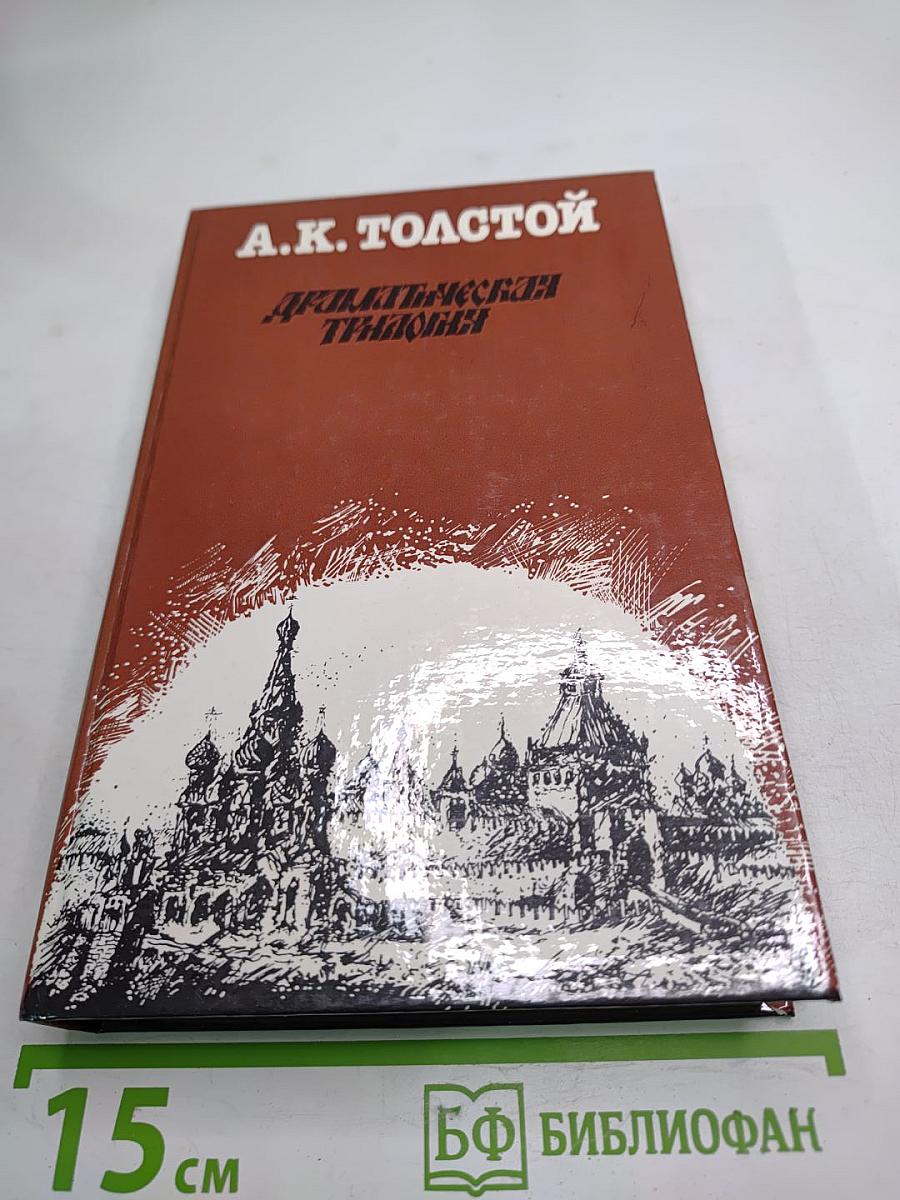 А.К. ТОЛСТОЙ
ДРАМАТИЧЕСКАЯ
ТРИЛОГИЯ
15 см
БФ БИБЛИОФАН